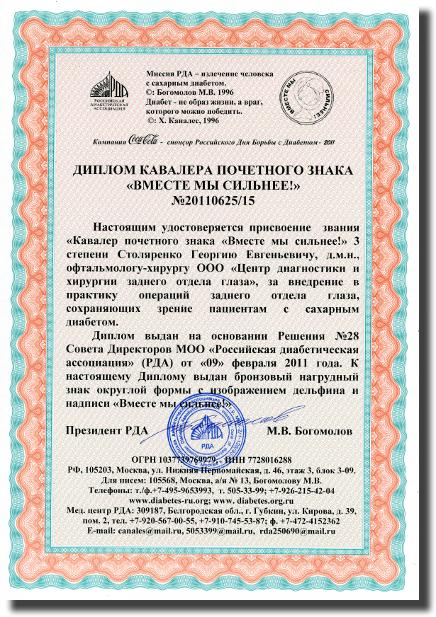 Миссия РДА – излечение человека
с сахарным диабетом.
©: Богомолов М.В. 1996
Диабет - не образ жизни, а враг,
которого можно победить.
©: Х. Каналес, 1996
РОССИЙСКАЯ
ДИАБЕТИЧЕСКАЯ
АССОЦИАЦИЯ
ВМЕСТЕ МЫ СИЛЬНЕЕ!
Компания Coca-Cola - спонсор Российского Дня Борьбы с Диабетом- 2011
ДИПЛОМ КАВАЛЕРА ПОЧЕТНОГО ЗНАКА
«ВМЕСТЕ МЫ СИЛЬНЕЕ!»
№20110625/15
Настоящим удостоверяется присвоение звания
«Кавалер почетного знака «Вместе мы сильнее!» 3
степени Столяренко Георгию Евгеньевичу, д.м.н.,
офтальмологу-хирургу ООО «Центр диагностики и
хирургии заднего отдела глаза», за внедрение в
практику операций заднего отдела глаза,
сохраняющих зрение пациентам с сахарным
диабетом.
Диплом выдан на основании Решения №28
Совета Директоров МОО «Российская диабетическая
ассоциация» (РДА) от «09» февраля 2011 года. К
настоящему Диплому выдан бронзовый нагрудный
знак округлой формы с изображением дельфина и
надписи «Вместе мы сильнее!»
Президент РДА М.В. Богомолов
РДА
ОГРН 1037739769979, ИНН 7728016288
РФ, 105203, Москва, ул. Нижняя Первомайская, д. 46, этаж 3, блок 3-09.
Для писем: 105568, Москва, а/я № 13, Богомолову М.В.
Телефоны: т./ф.+7-495-9653993, т. 505-33-99; +7-926-215-42-04
www.diabetes-ru.org; www. diabetes.org.ru
Мед. центр РДА: 309187, Белгородская обл., г. Губкин, ул. Кирова, д. 39,
пом. 2, тел. +7-920-567-00-55, +7-910-745-53-87; ф. +7-472-4152362
E-mail: canales@mail.ru, 5053399@mail.ru, rda250690@mail.ru